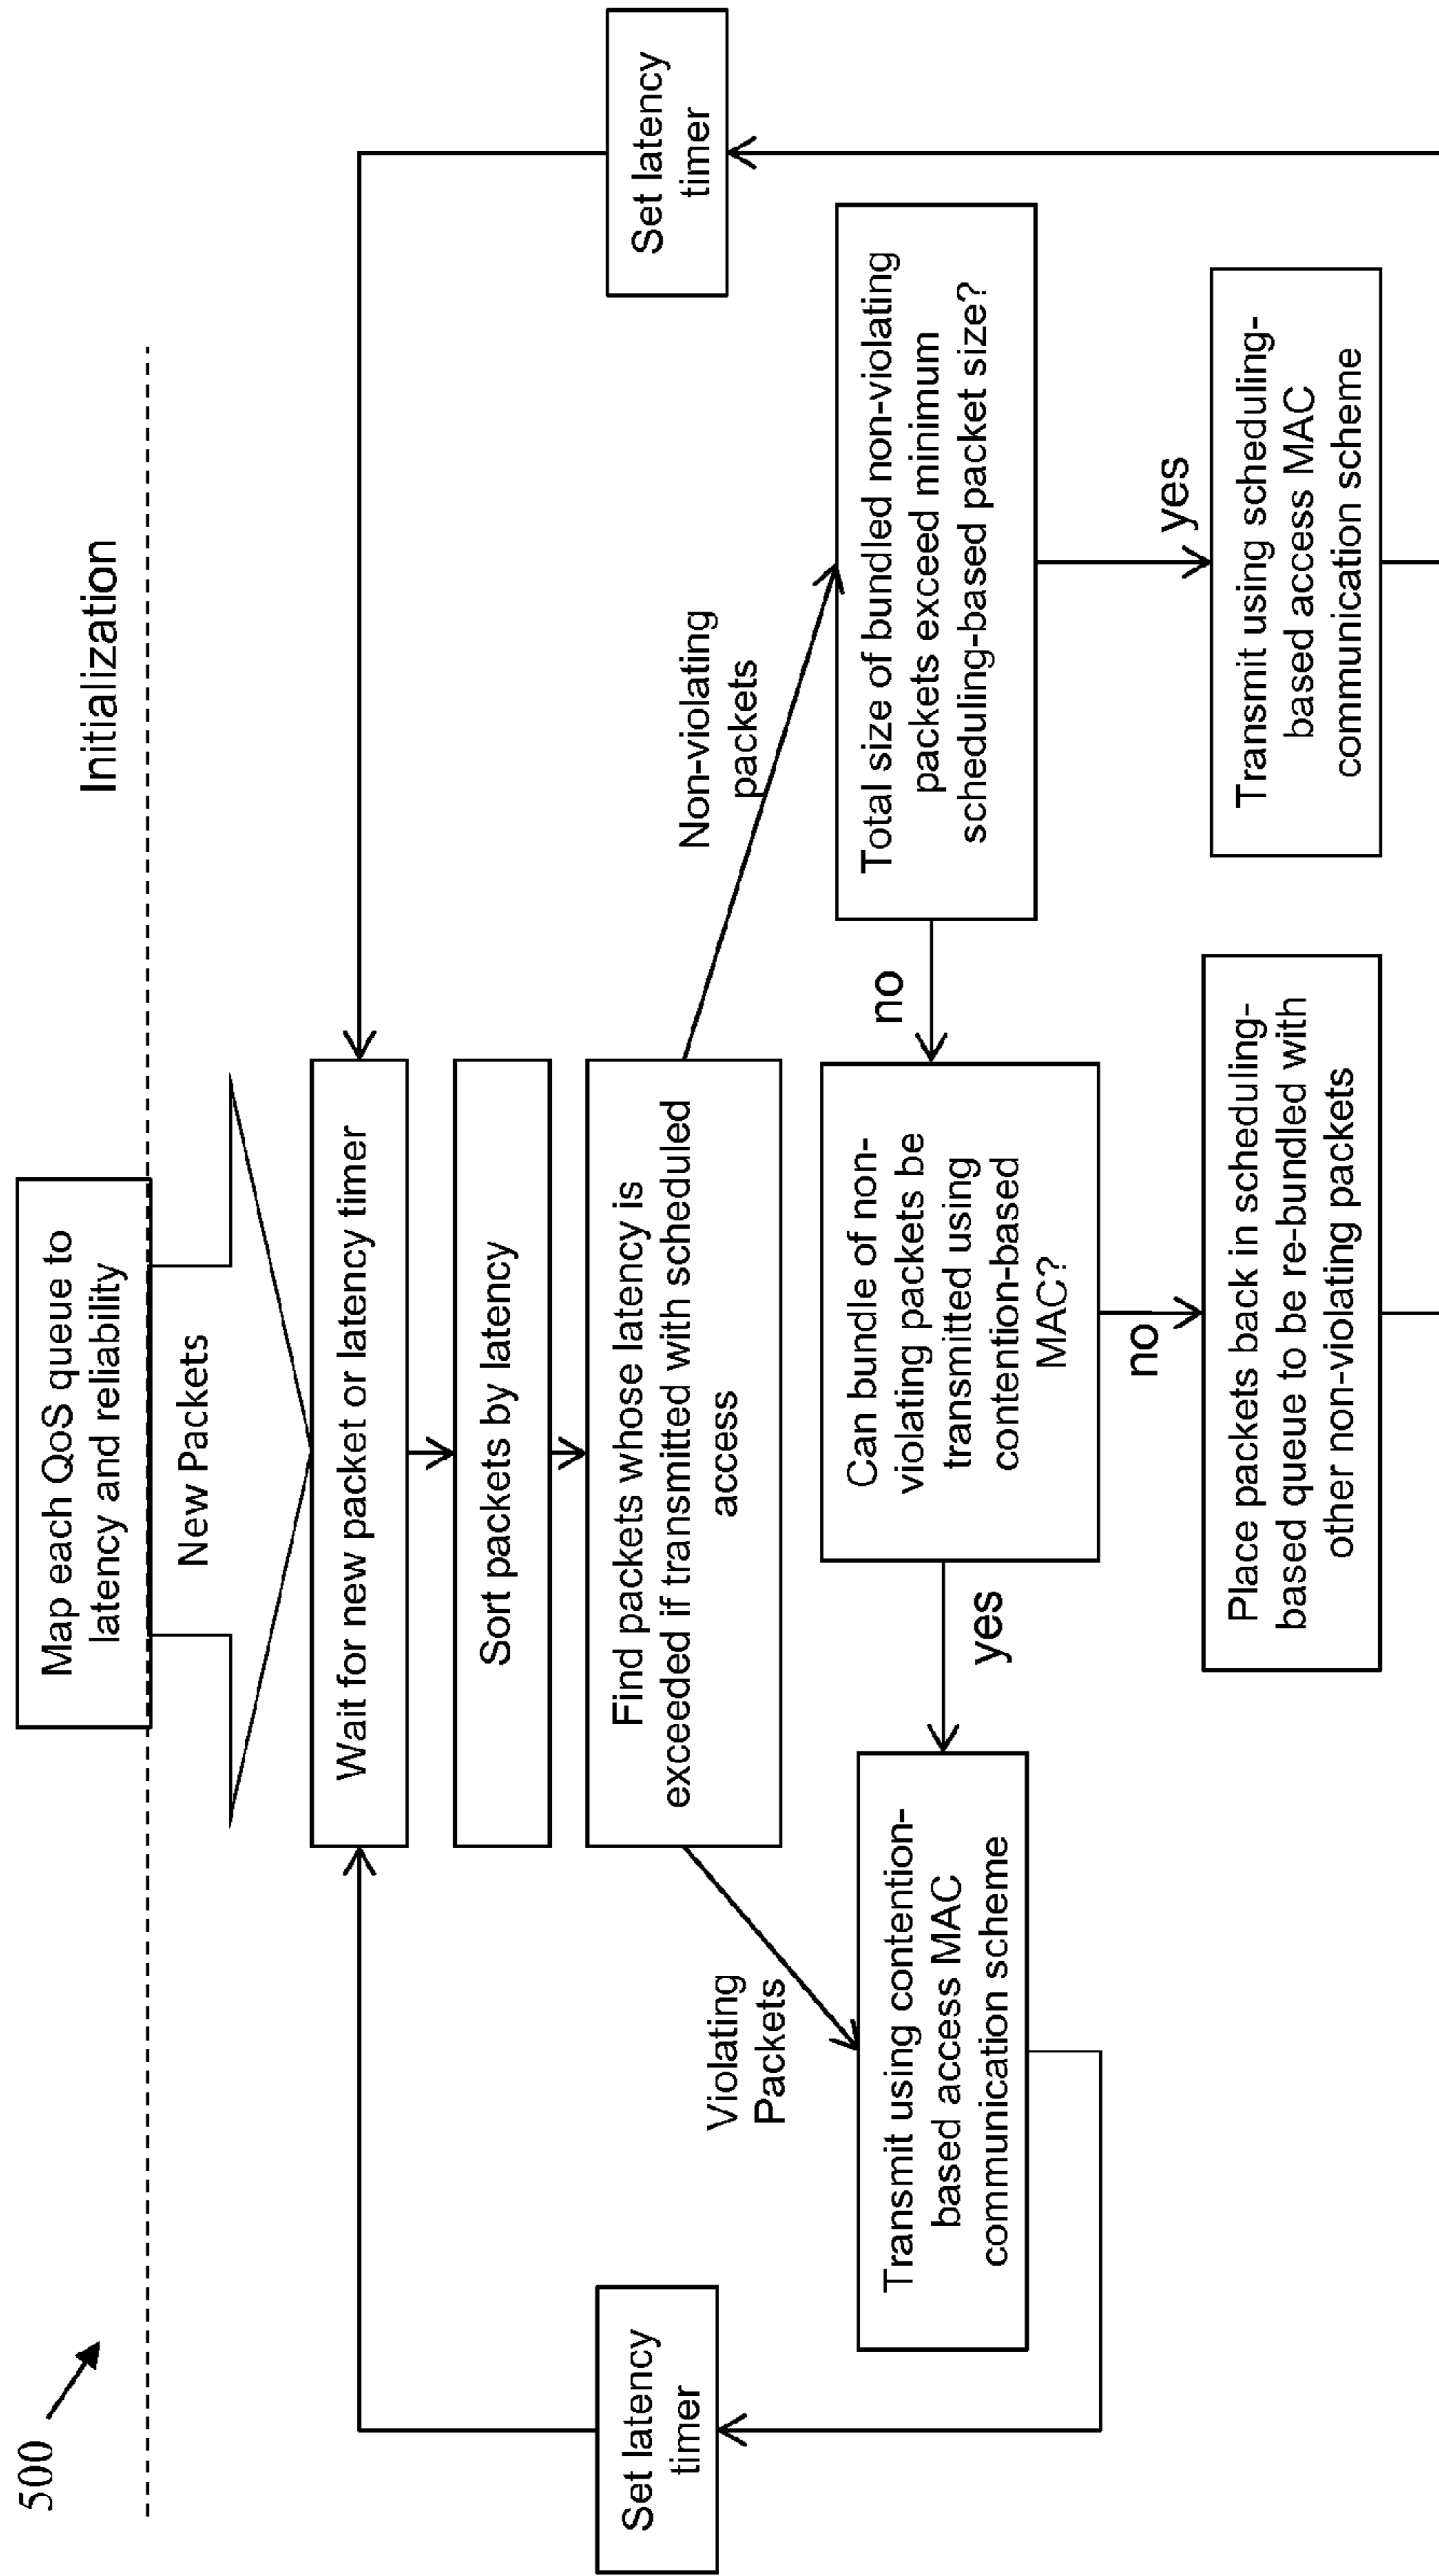 500
Initialization
Map each QoS queue to
latency and reliability
New Packets
Wait for new packet or latency timer
Sort packets by latency
Find packets whose latency is
exceeded if transmitted with scheduled
access
Set latency
timer
Set latency
timer
Violating
Packets
Non-violating
packets
Transmit using contention-
based access MAC
communication scheme
yes
Can bundle of non-
violating packets be
transmitted using
contention-based
MAC?
no
Total size of bundled non-violating
packets exceed minimum
scheduling-based packet size?
no
Place packets back in scheduling-
based queue to be re-bundled with
other non-violating packets
yes
Transmit using scheduling-
based access MAC
communication scheme